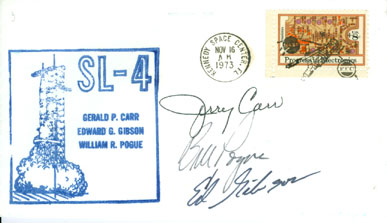 SL-4
GERALD P. CARR
EDWARD G. GIBSON
WILLIAM R. POGUE
KENNEDY SPACE CENTER, FL
NOV 16
AM
1973
Progress in Electronics
Jerry Carr
Bill Pogue
Ed Gibson